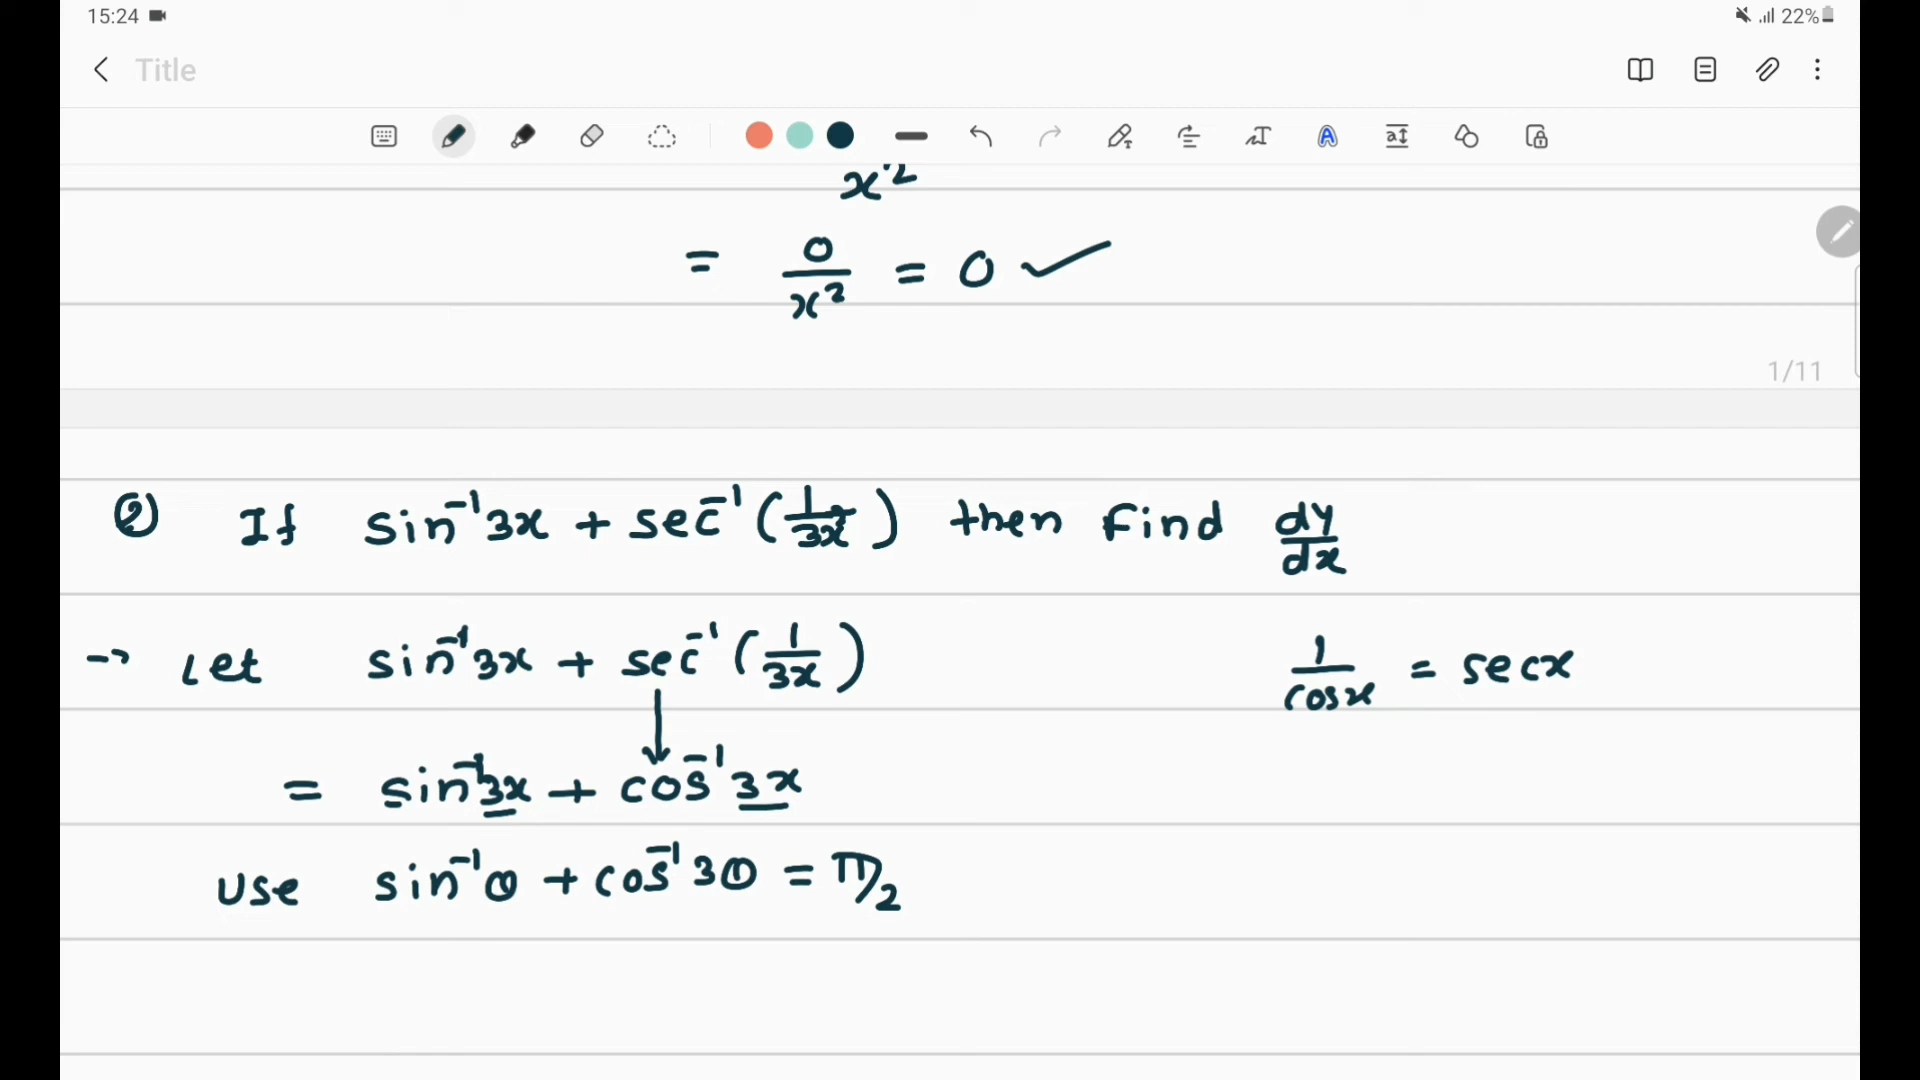 15:24
22%
Title
x²
= 0/x² = 0 ✓
1/11
② If sin⁻¹3x + sec⁻¹(1/3x) then find dy/dx
→ Let sin⁻¹3x + sec⁻¹(1/3x)
1/cosx = secx
= sin⁻¹3x + cos⁻¹3x
use sin⁻¹θ + cos⁻¹3θ = π/2